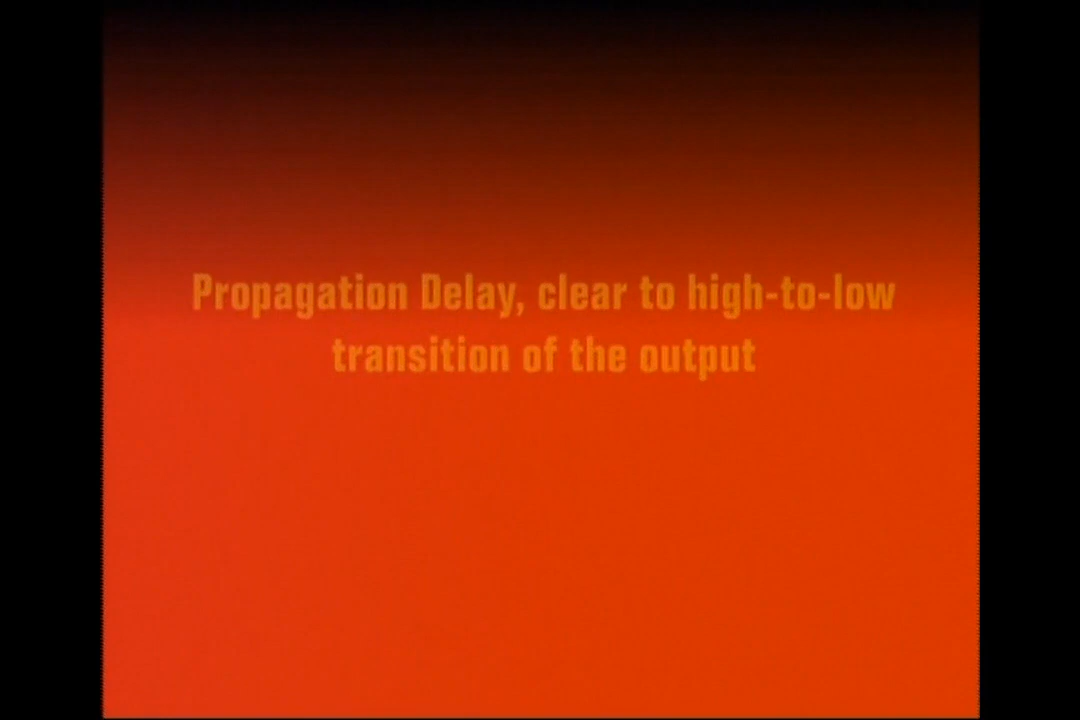 Propagation Delay, clear to high-to-low
transition of the output